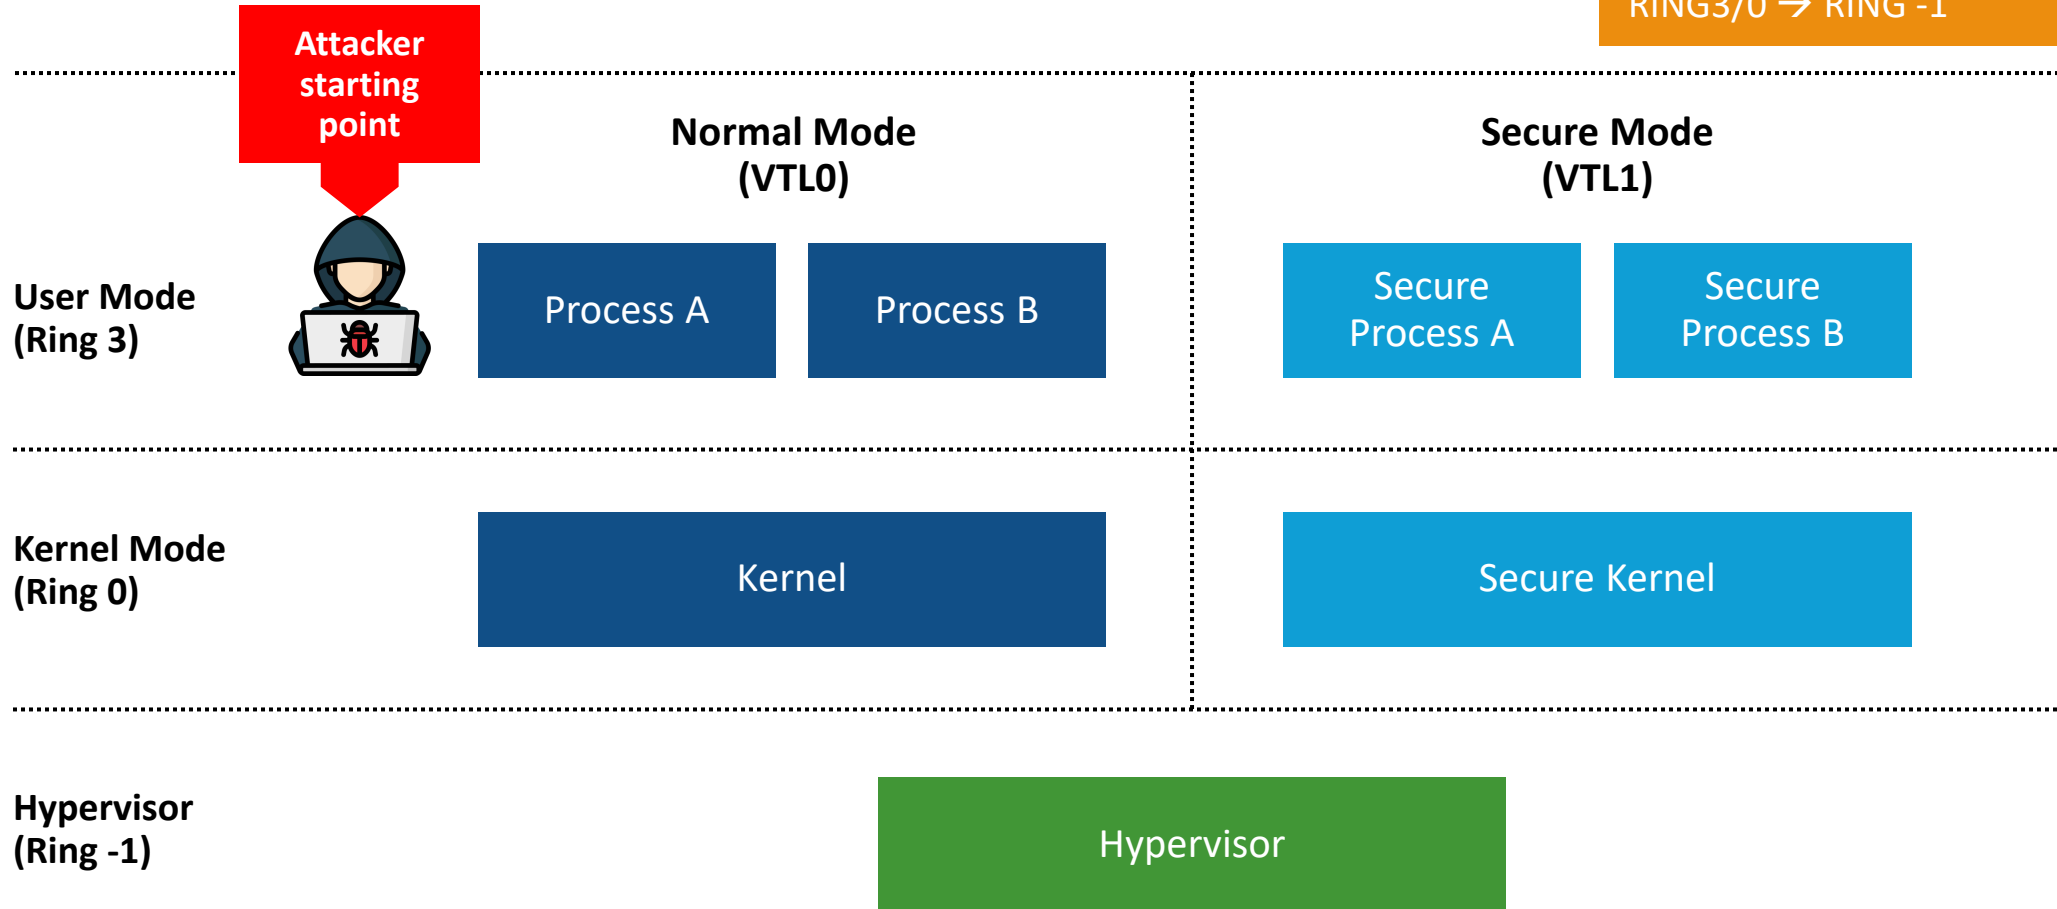 RING3/0 → RING -1
Attacker
starting
point
Normal Mode
(VTL0)
Secure Mode
(VTL1)
User Mode
(Ring 3)
Process A
Process B
Secure
Process A
Secure
Process B
Kernel Mode
(Ring 0)
Kernel
Secure Kernel
Hypervisor
(Ring -1)
Hypervisor